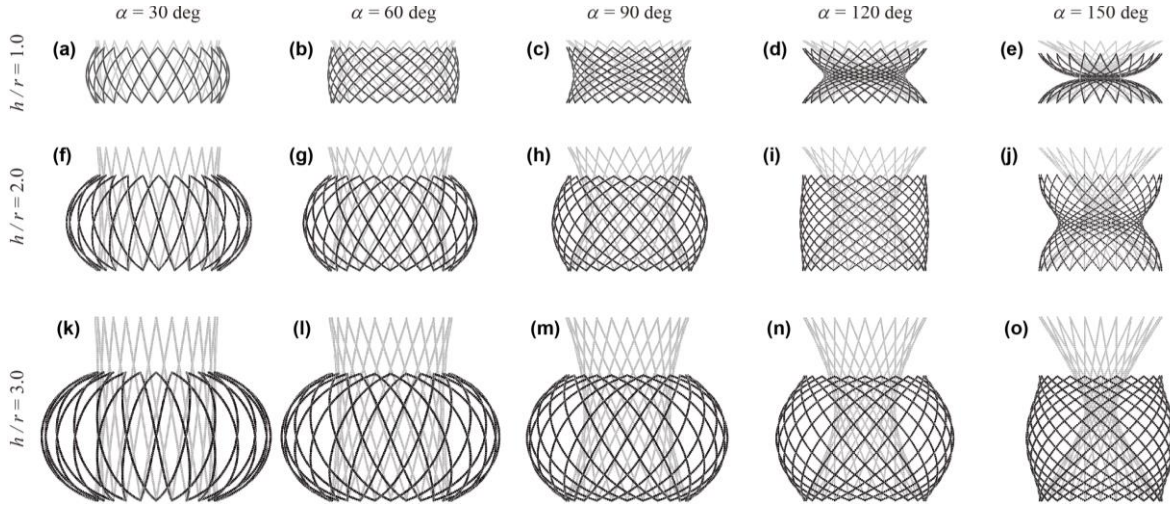 α = 30 deg α = 60 deg α = 90 deg α = 120 deg α = 150 deg
h/r = 1.0
(a) (b) (c) (d) (e)
h/r = 2.0
(f) (g) (h) (i) (j)
h/r = 3.0
(k) (l) (m) (n) (o)